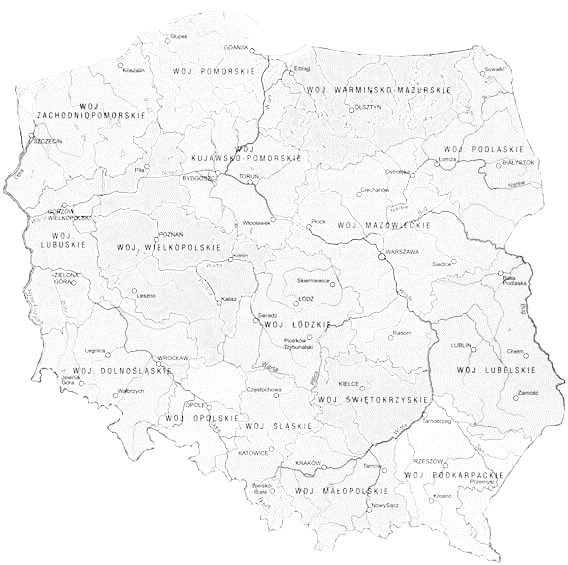 Słupsk
GDAŃSK
Koszalin
WOJ. POMORSKIE
Elbląg
Suwałki
WOJ. WARMIŃSKO-MAZURSKIE
OLSZTYN
WOJ.
ZACHODNIOPOMORSKIE
SZCZECIN
WOJ.
KUJAWSKO-POMORSKIE
WOJ. PODLASKIE
Łomża
BIAŁYSTOK
Ostrołęka
Piła
BYDGOSZCZ
TORUŃ
Ciechanów
Narew
Narew
GORZÓW
WIELKOPOLSKI
Włocławek
Płock
WOJ. MAZOWIECKIE
WOJ.
LUBUSKIE
POZNAŃ
WOJ. WIELKOPOLSKIE
Konin
Warta
WARSZAWA
Siedlce
Biała
Podlaska
ZIELONA
GÓRA
Leszno
Kalisz
Skierniewice
ŁÓDŹ
Sieradz
WOJ. ŁÓDZKIE
Piotrków
Trybunalski
Radom
Bug
Legnica
WROCŁAW
WOJ. DOLNOŚLĄSKIE
Jelenia
Góra
Wałbrzych
Warta
LUBLIN
Chełm
WOJ. LUBELSKIE
Zamość
Częstochowa
KIELCE
WOJ. ŚWIĘTOKRZYSKIE
OPOLE
WOJ. OPOLSKIE
WOJ. ŚLĄSKIE
Tarnobrzeg
KATOWICE
KRAKÓW
Tarnów
RZESZÓW
WOJ. PODKARPACKIE
Przemyśl
Bielsko-
Biała
WOJ. MAŁOPOLSKIE
Krosno
Nowy Sącz